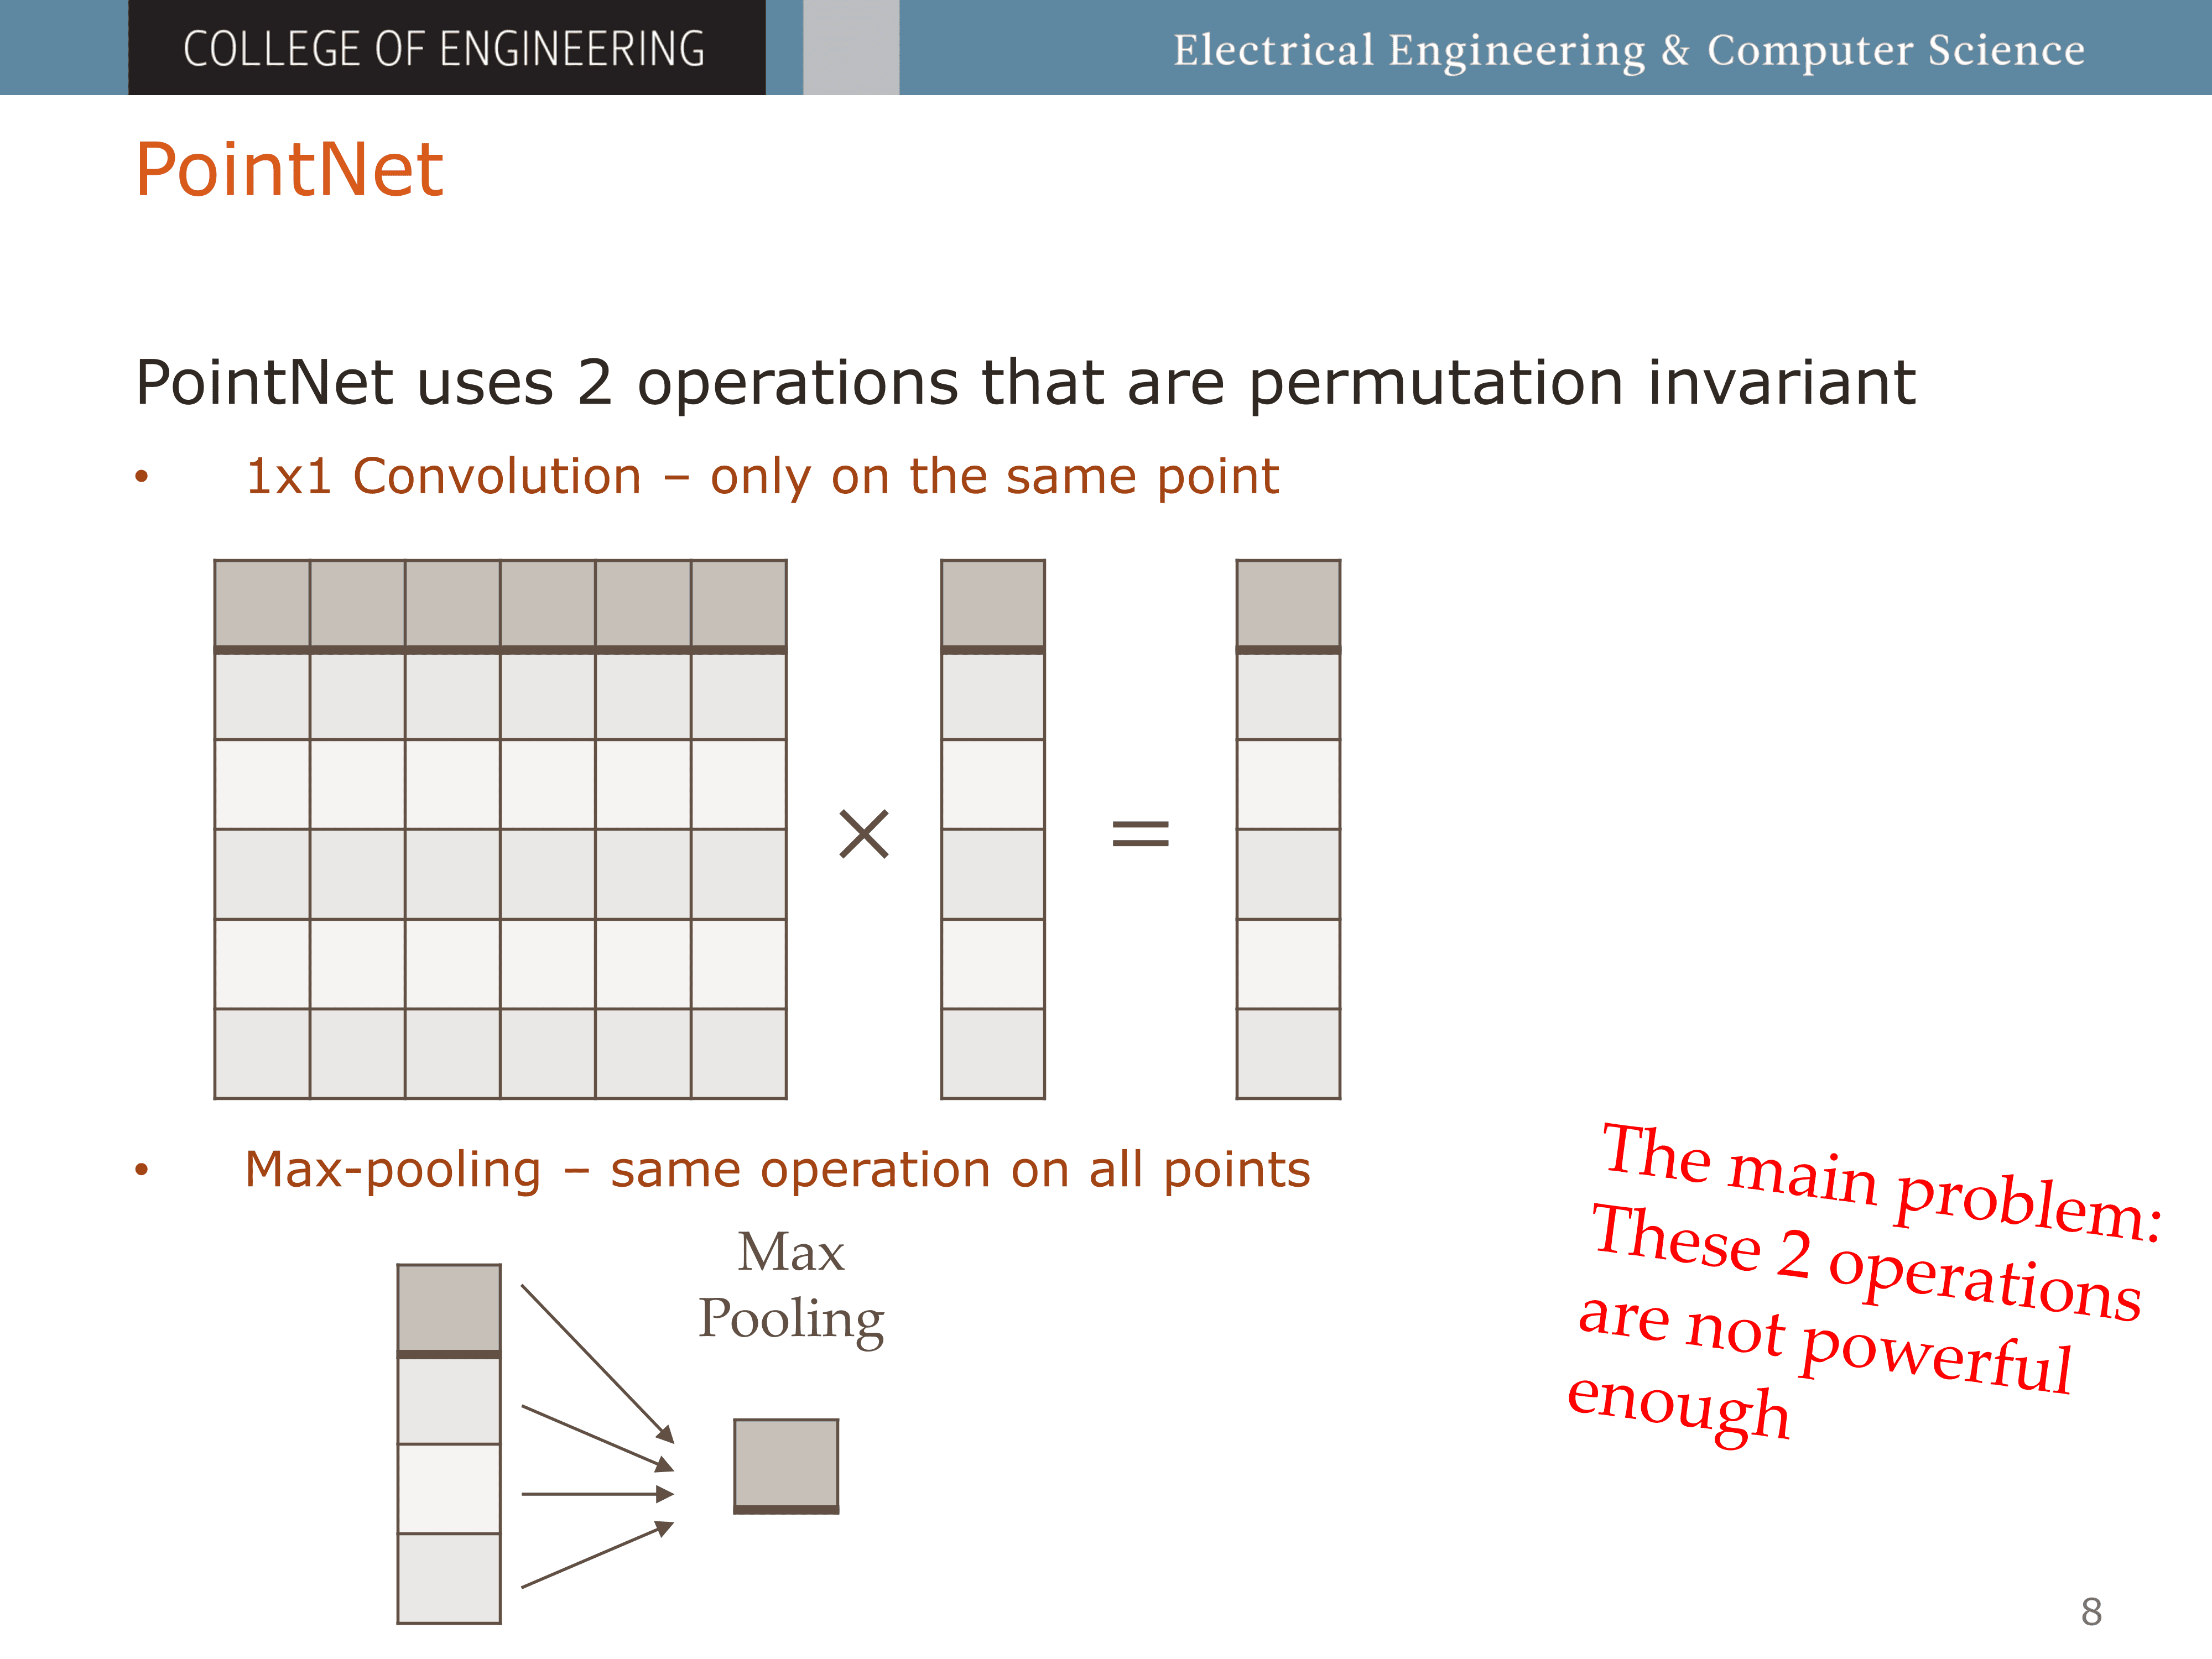 COLLEGE OF ENGINEERING
Electrical Engineering & Computer Science
PointNet
PointNet uses 2 operations that are permutation invariant
• 1x1 Convolution – only on the same point
× =
• Max-pooling – same operation on all points
Max
Pooling
The main problem:
These 2 operations
are not powerful
enough
8